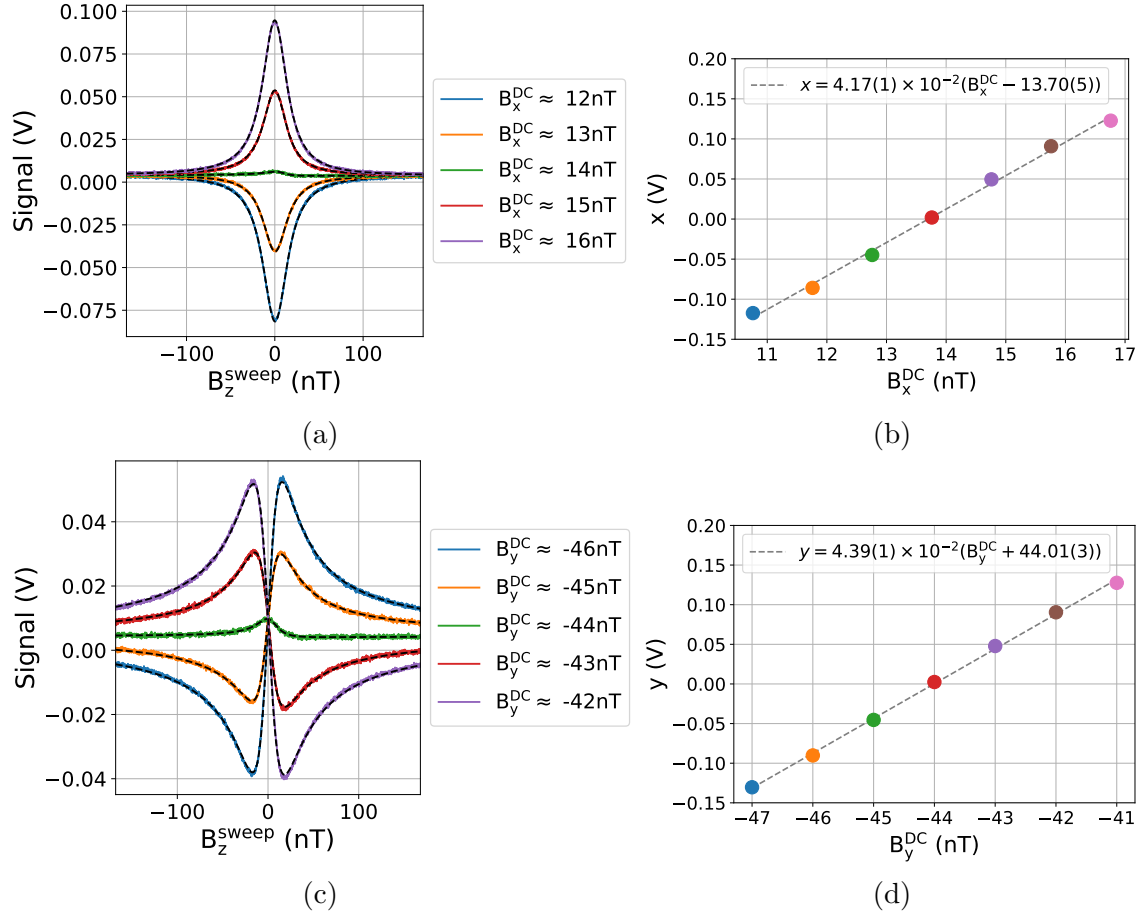 0.100
0.075
0.050
0.025
0.000
−0.025
−0.050
−0.075
Signal (V)
−100
0
100
B_z^sweep (nT)
B_x^DC ≈ 12nT
B_x^DC ≈ 13nT
B_x^DC ≈ 14nT
B_x^DC ≈ 15nT
B_x^DC ≈ 16nT
(a)
0.20
0.15
0.10
0.05
0.00
−0.05
−0.10
−0.15
x (V)
x = 4.17(1) × 10^−2(B_x^DC − 13.70(5))
11
12
13
14
15
16
17
B_x^DC (nT)
(b)
0.04
0.02
0.00
−0.02
−0.04
Signal (V)
−100
0
100
B_z^sweep (nT)
B_y^DC ≈ -46nT
B_y^DC ≈ -45nT
B_y^DC ≈ -44nT
B_y^DC ≈ -43nT
B_y^DC ≈ -42nT
(c)
0.20
0.15
0.10
0.05
0.00
−0.05
−0.10
−0.15
y (V)
y = 4.39(1) × 10^−2(B_y^DC + 44.01(3))
−47
−46
−45
−44
−43
−42
−41
B_y^DC (nT)
(d)